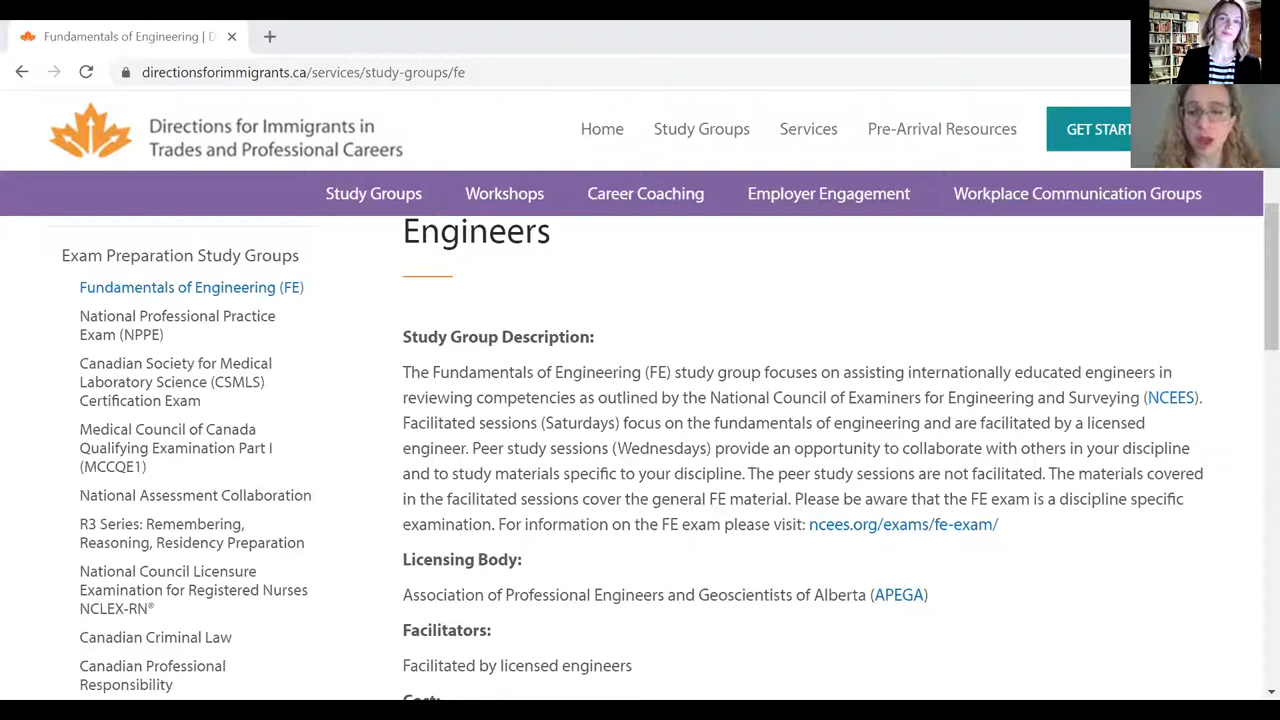 Fundamentals of Engineering | D
directionsforimmigrants.ca/services/study-groups/fe
Directions for Immigrants in
Trades and Professional Careers
Home
Study Groups
Services
Pre-Arrival Resources
GET START
Study Groups
Workshops
Career Coaching
Employer Engagement
Workplace Communication Groups
Exam Preparation Study Groups
Fundamentals of Engineering (FE)
National Professional Practice
Exam (NPPE)
Canadian Society for Medical
Laboratory Science (CSMLS)
Certification Exam
Medical Council of Canada
Qualifying Examination Part I
(MCCQE1)
National Assessment Collaboration
R3 Series: Remembering,
Reasoning, Residency Preparation
National Council Licensure
Examination for Registered Nurses
NCLEX-RN®
Canadian Criminal Law
Canadian Professional
Responsibility
Engineers
Study Group Description:
The Fundamentals of Engineering (FE) study group focuses on assisting internationally educated engineers in
reviewing competencies as outlined by the National Council of Examiners for Engineering and Surveying (NCEES).
Facilitated sessions (Saturdays) focus on the fundamentals of engineering and are facilitated by a licensed
engineer. Peer study sessions (Wednesdays) provide an opportunity to collaborate with others in your discipline
and to study materials specific to your discipline. The peer study sessions are not facilitated. The materials covered
in the facilitated sessions cover the general FE material. Please be aware that the FE exam is a discipline specific
examination. For information on the FE exam please visit: ncees.org/exams/fe-exam/
Licensing Body:
Association of Professional Engineers and Geoscientists of Alberta (APEGA)
Facilitators:
Facilitated by licensed engineers
Cost: